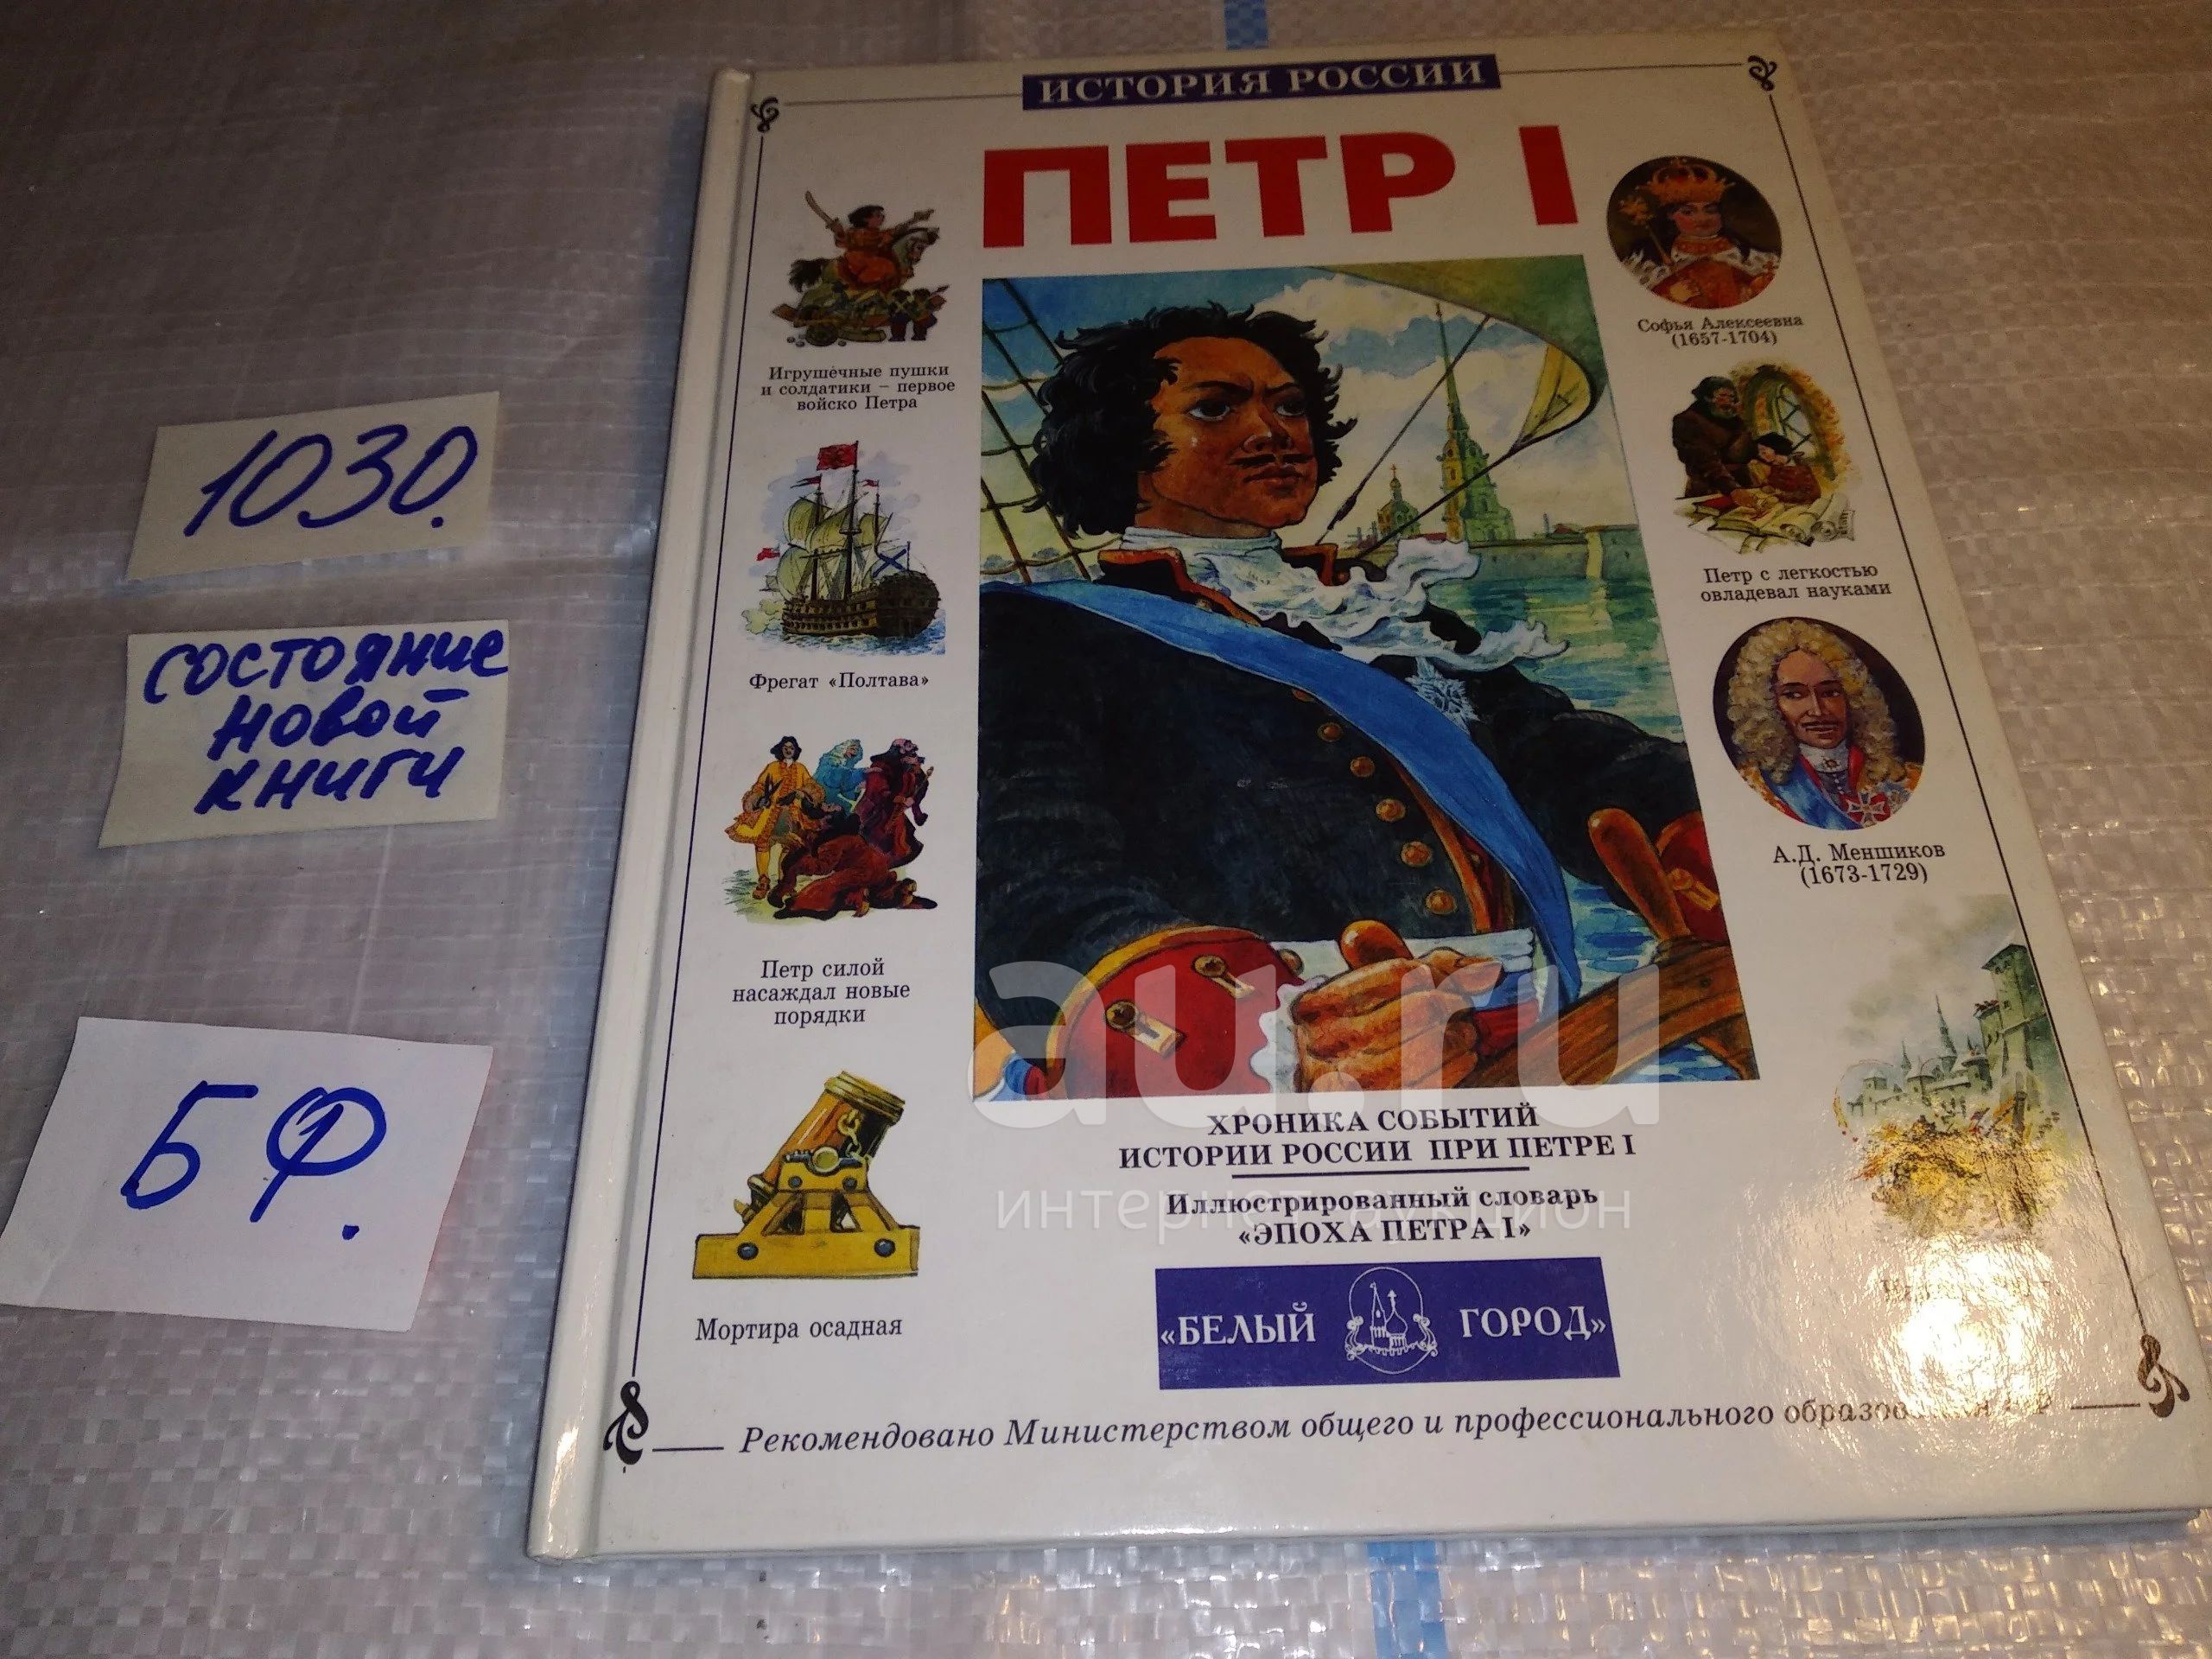 1030.
состояние
новой
книги
БФ.
ИСТОРИЯ РОССИИ
ПЕТР I
Игрушечные пушки
и солдатики – первое
войско Петра
Фрегат «Полтава»
Петр силой
насаждал новые
порядки
Мортира осадная
Софья Алексеевна
(1657-1704)
Петр с легкостью
овладевал науками
А.Д. Меншиков
(1673-1729)
au.ru
интернет аукцион
ХРОНИКА СОБЫТИЙ
ИСТОРИИ РОССИИ ПРИ ПЕТРЕ I
Иллюстрированный словарь
«ЭПОХА ПЕТРА I»
«БЕЛЫЙ ГОРОД»
Рекомендовано Министерством общего и профессионального образования